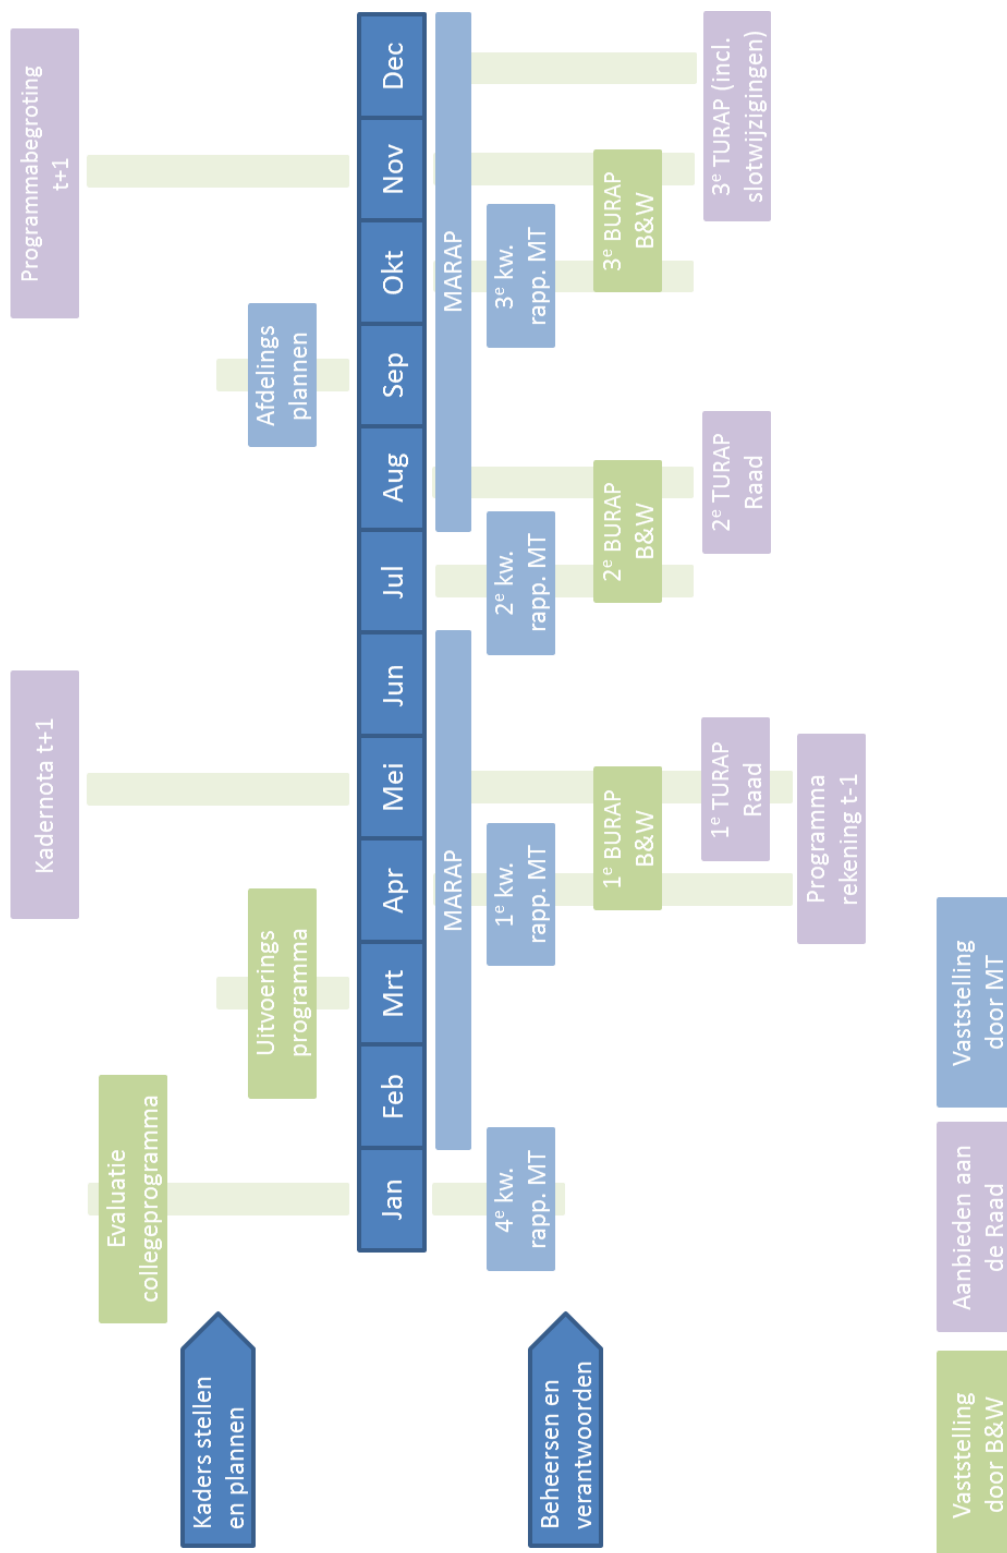 Kaders stellen
en plannen
Evaluatie
collegeprogramma
Kadernota t+1
Programmabegroting
t+1
Uitvoerings
programma
Afdelings
plannen
Jan
Feb
Mrt
Apr
Mei
Jun
Jul
Aug
Sep
Okt
Nov
Dec
Beheersen en
verantwoorden
MARAP
MARAP
4e kw.
rapp. MT
1e kw.
rapp. MT
2e kw.
rapp. MT
3e kw.
rapp. MT
1e BURAP
B&W
2e BURAP
B&W
3e BURAP
B&W
1e TURAP
Raad
2e TURAP
Raad
3e TURAP (incl.
slotwijzigingen)
Programma
rekening t-1
Vaststelling
door B&W
Aanbieden aan
de Raad
Vaststelling
door MT